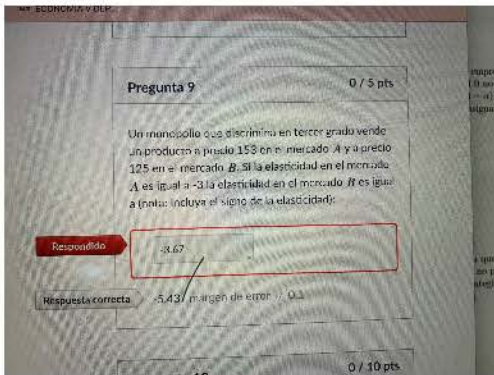 ECONOMIA Y DER
Pregunta 9
0 / 5 pts
Un monopolio que discrimina en tercer grado vende
un producto a precio 153 en el mercado A y a precio
125 en el mercado B. Si la elasticidad en el mercado
A es igual a -3 la elasticidad en el mercado B es igual
a (nota: incluya el signo de la elasticidad):
Respondido
-3.67
Respuesta correcta
-5.43 margen de error
0.1
0 / 10 pts